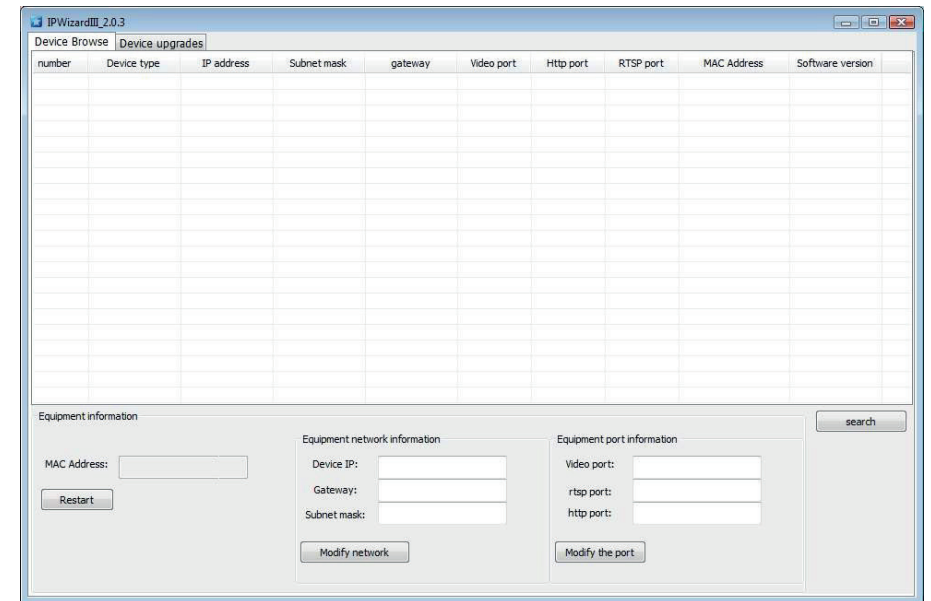 IPWizardIII_2.0.3
Device Browse Device upgrades
number Device type IP address Subnet mask gateway Video port Http port RTSP port MAC Address Software version
Equipment information
search
Equipment network information Equipment port information
MAC Address: Device IP: Video port:
Gateway: rtsp port:
Restart
Subnet mask: http port:
Modify network Modify the port